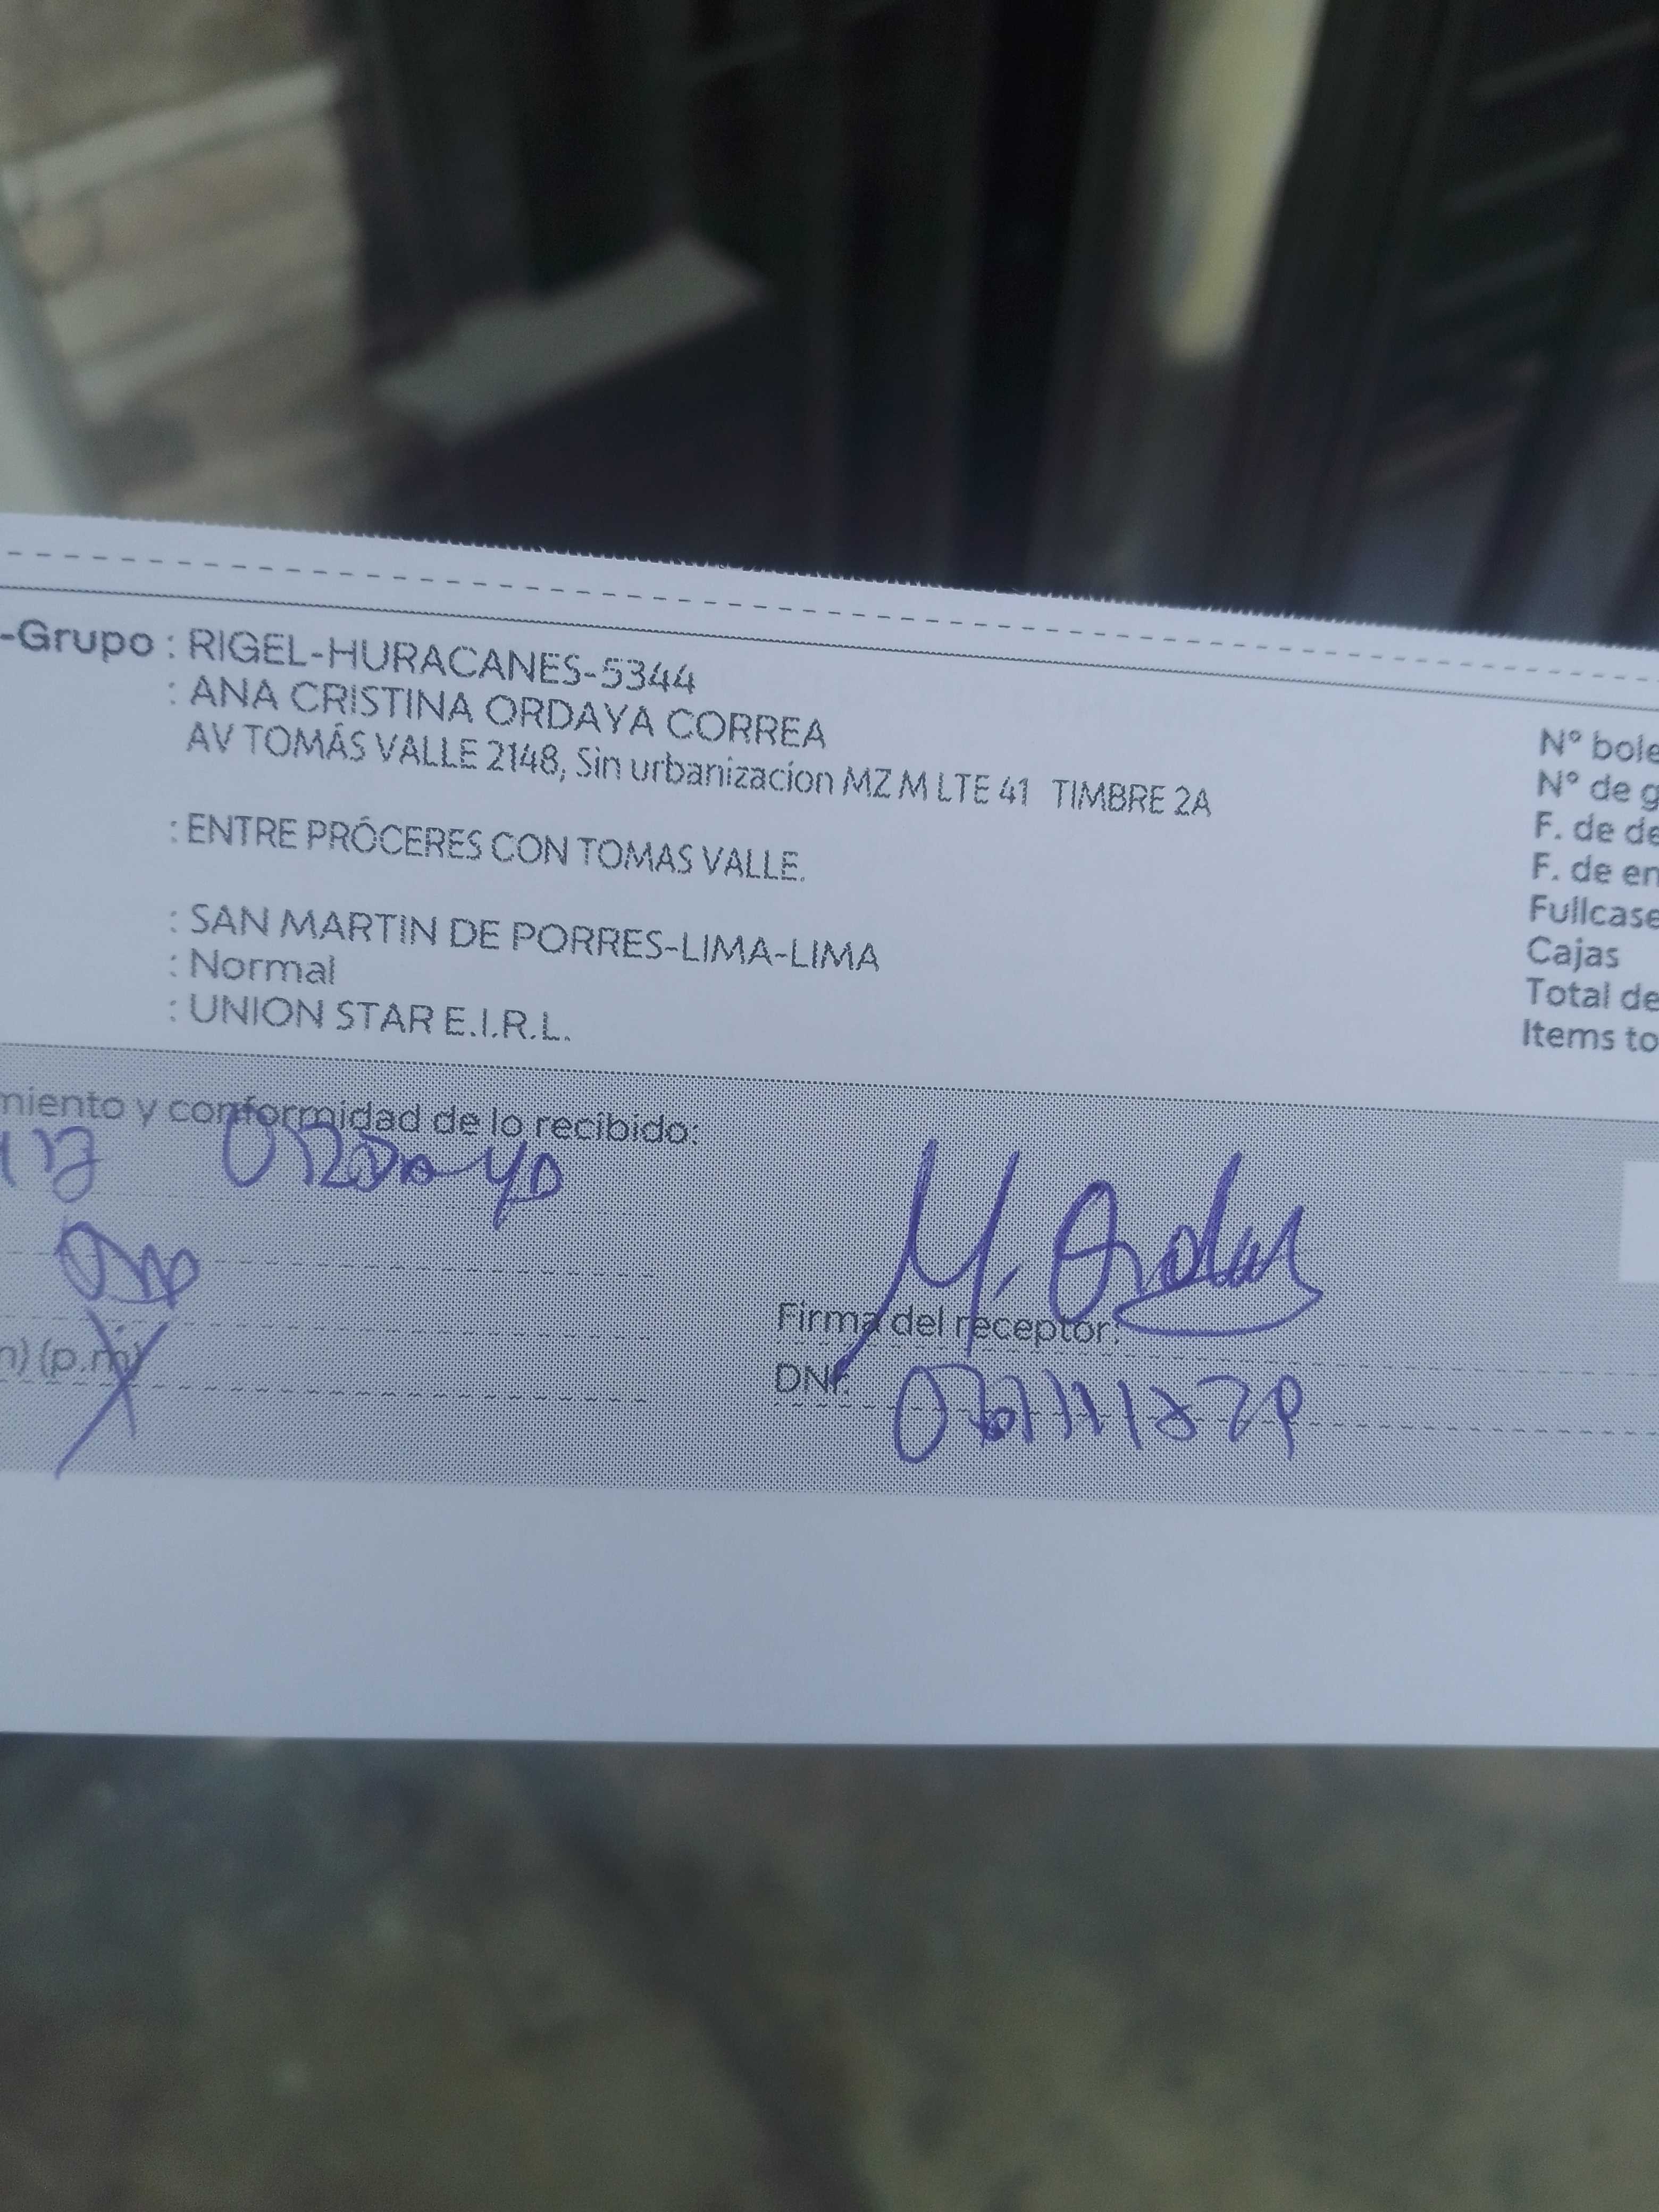 -Grupo : RIGEL-HURACANES-5344
: ANA CRISTINA ORDAYA CORREA
AV TOMÁS VALLE 2148, Sin urbanizacion MZ M LTE 41 TIMBRE 2A
: ENTRE PRÓCERES CON TOMAS VALLE.
: SAN MARTIN DE PORRES-LIMA-LIMA
: Normal
: UNION STAR E.I.R.L.
N° bole
N° de g
F. de de
F. de en
Fullcase
Cajas
Total de
Items to
miento y conformidad de lo recibido:
ORDAYA
M. Ordaya
Firma del receptor:
(p.m)
DNI: